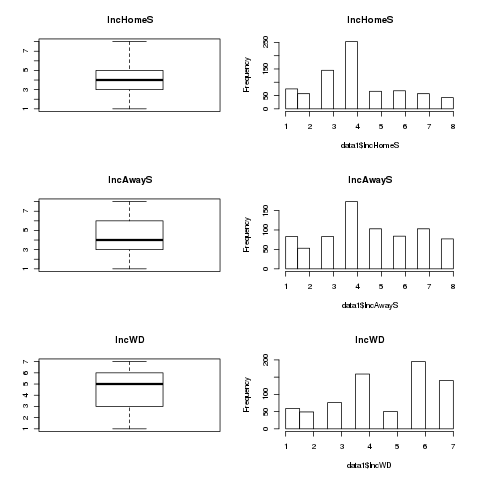 IncHomeS
1 3 5 7
IncHomeS
Frequency
0 50 150 250
1 2 3 4 5 6 7 8
data1$IncHomeS
IncAwayS
1 3 5 7
IncAwayS
Frequency
0 50 100 150
1 2 3 4 5 6 7 8
data1$IncAwayS
IncWD
1 2 3 4 5 6 7
IncWD
Frequency
0 50 100 200
1 2 3 4 5 6 7
data1$IncWD